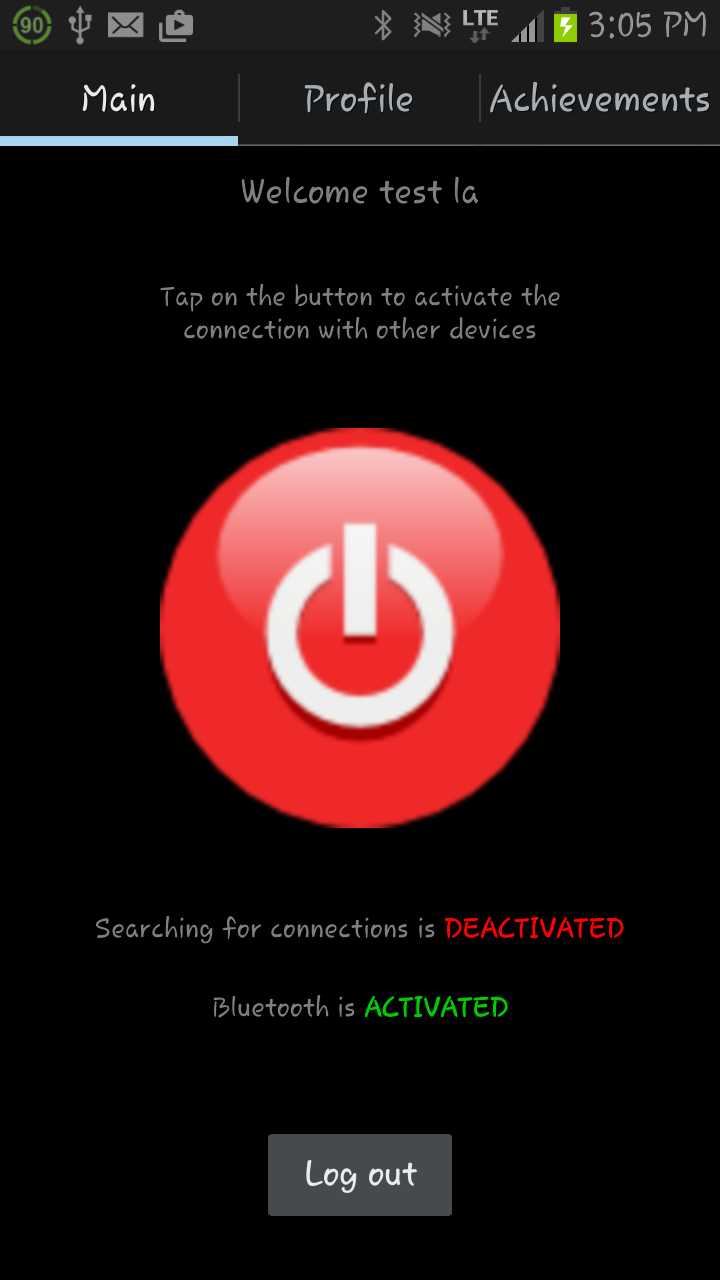 90 LTE 3:05 PM
Main Profile Achievements
Welcome test la
Tap on the button to activate the
connection with other devices
Searching for connections is DEACTIVATED
Bluetooth is ACTIVATED
Log out